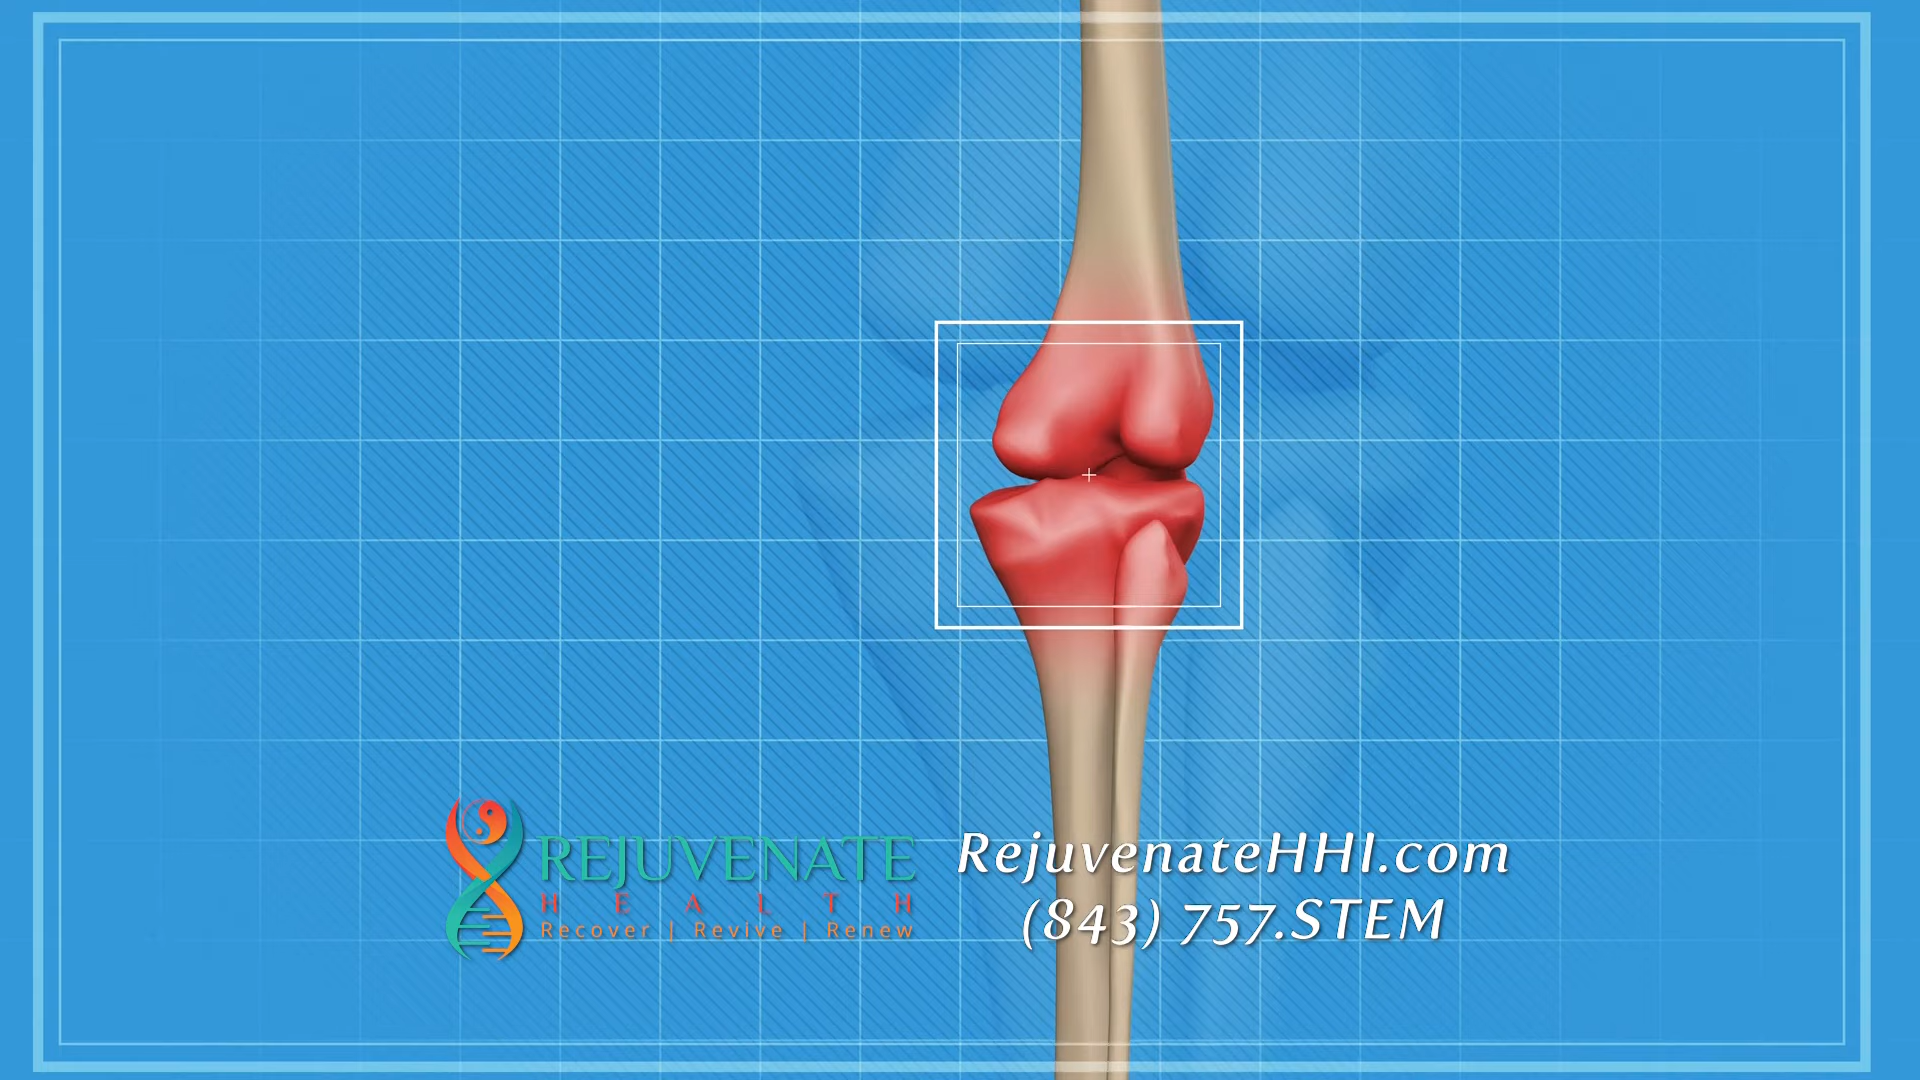 REJUVENATE
HEALTH
Recover | Revive | Renew
RejuvenateHHI.com
(843) 757.STEM